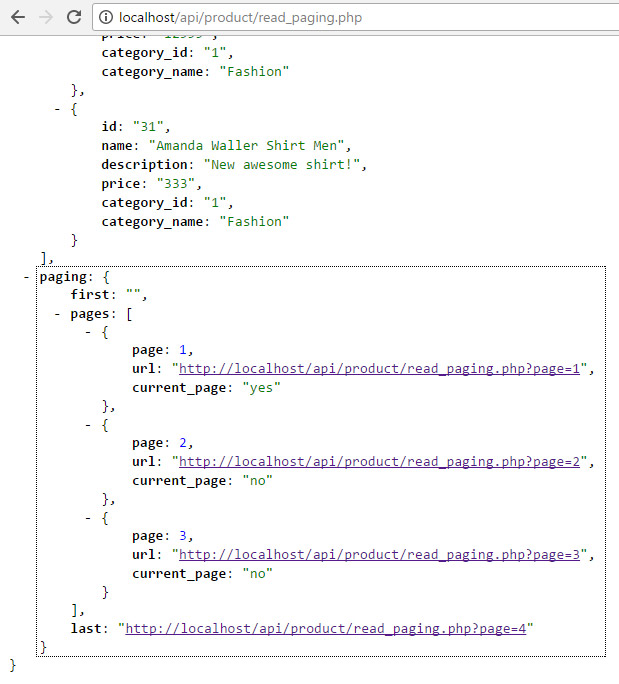 localhost/api/product/read_paging.php
price: "12999",
category_id: "1",
category_name: "Fashion"
},
- {
id: "31",
name: "Amanda Waller Shirt Men",
description: "New awesome shirt!",
price: "333",
category_id: "1",
category_name: "Fashion"
}
],
- paging: {
first: "",
- pages: [
- {
page: 1,
url: "http://localhost/api/product/read_paging.php?page=1",
current_page: "yes"
},
- {
page: 2,
url: "http://localhost/api/product/read_paging.php?page=2",
current_page: "no"
},
- {
page: 3,
url: "http://localhost/api/product/read_paging.php?page=3",
current_page: "no"
}
],
last: "http://localhost/api/product/read_paging.php?page=4"
}
}